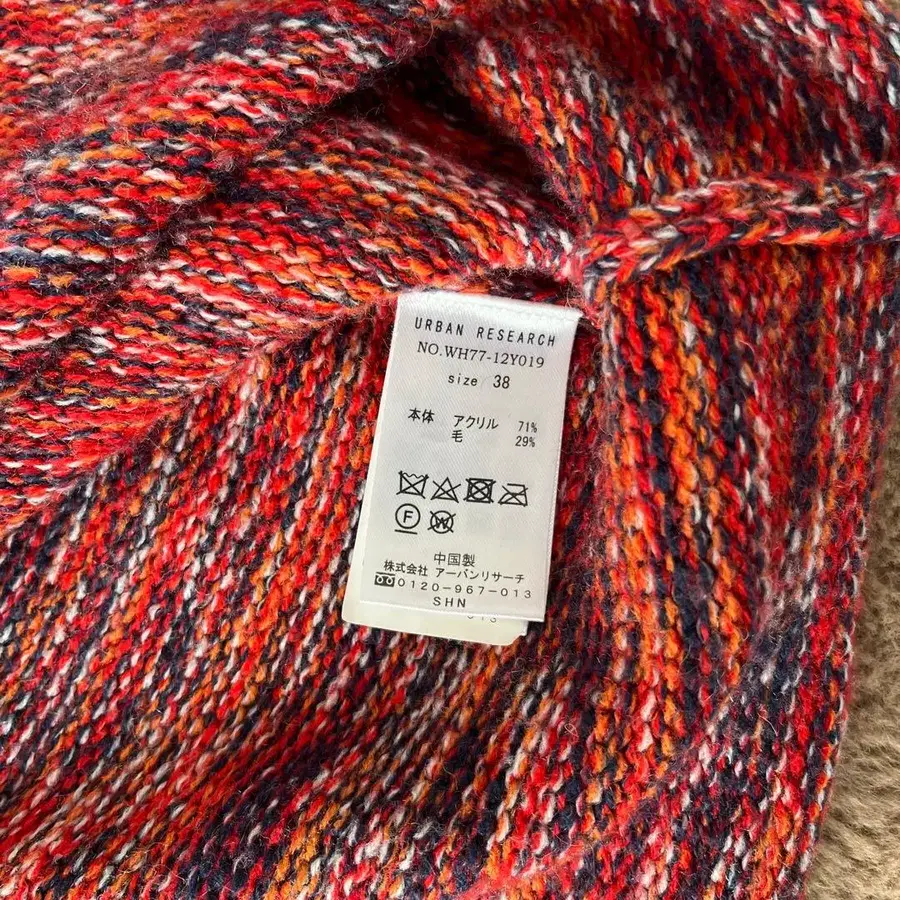 URBAN RESEARCH
NO.WH77-12Y019
size 38
本体 アクリル 71%
毛 29%
F W
中国製
株式会社 アーバンリサーチ
0120-967-013
SHN